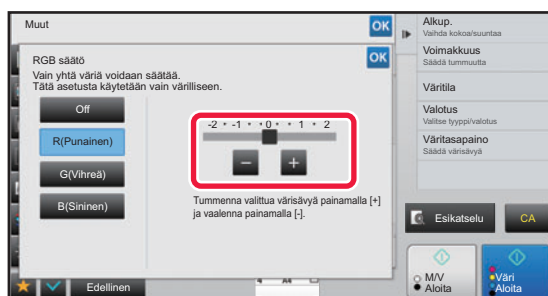 Muut
OK
RGB säätö
OK
Vain yhtä väriä voidaan säätää.
Tätä asetusta käytetään vain värilliseen.
Off
R(Punainen)
G(Vihreä)
B(Sininen)
-2 • -1 • •0• • 1 • 2
− +
Tummenna valittua värisävyä painamalla [+]
ja vaalenna painamalla [-].
Edellinen
A4
Alkup.
Vaihda kokoa/suuntaa
Voimakkuus
Säädä tummuutta
Väritila
Valotus
Valitse tyyppi/valotus
Väritasapaino
Säädä värisävyä
Esikatselu
CA
M/V
Aloita
Väri
Aloita